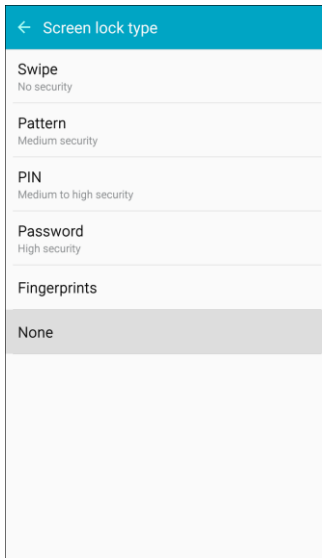 Screen lock type
Swipe
No security
Pattern
Medium security
PIN
Medium to high security
Password
High security
Fingerprints
None